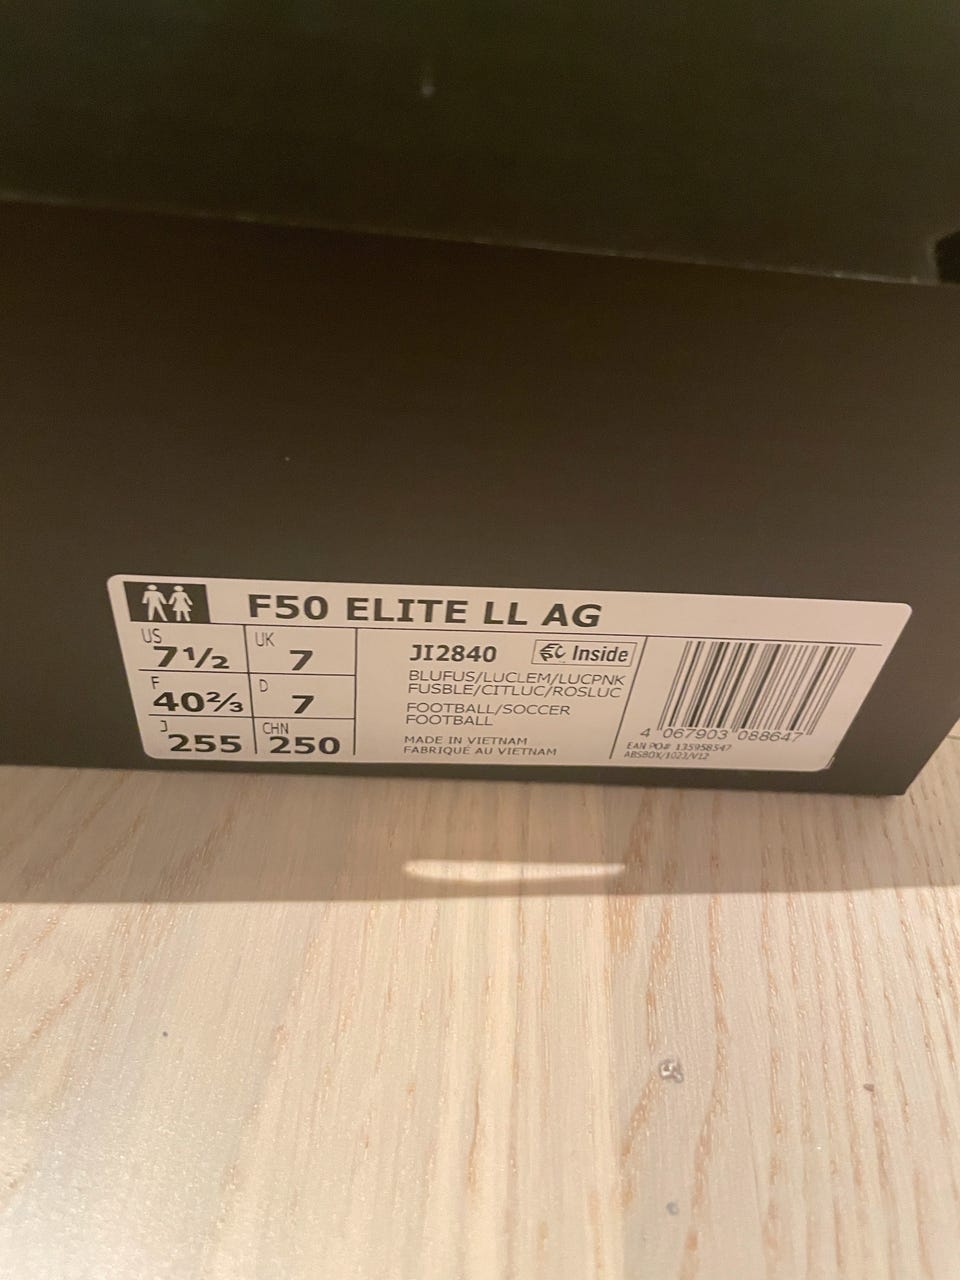 F50 ELITE LL AG
US
7½
UK
7
F
40⅔
D
7
J
255
CHN
250
JI2840
Inside
BLUFUS/LUCLEM/LUCPNK
FUSBLE/CITLUC/ROSLUC
FOOTBALL/SOCCER
FOOTBALL
MADE IN VIETNAM
FABRIQUÉ AU VIETNAM
4 067903 088647
EAN PO# 135958547
ABSBOX/1023/V12